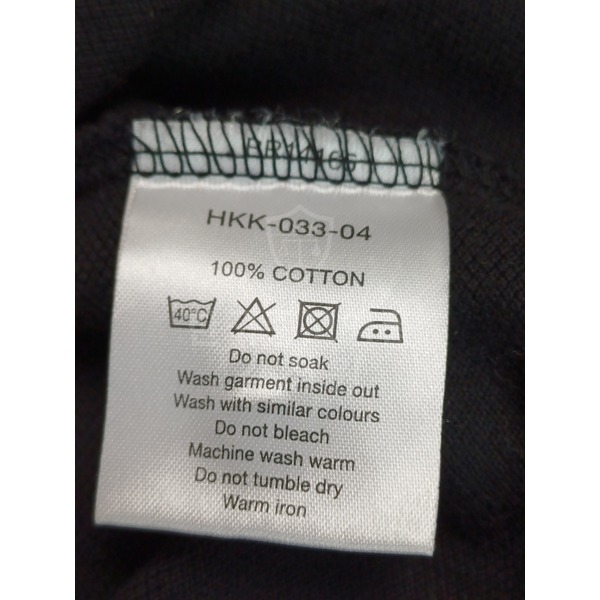 HKK-033-04
100% COTTON
40°C
Do not soak
Wash garment inside out
Wash with similar colours
Do not bleach
Machine wash warm
Do not tumble dry
Warm iron